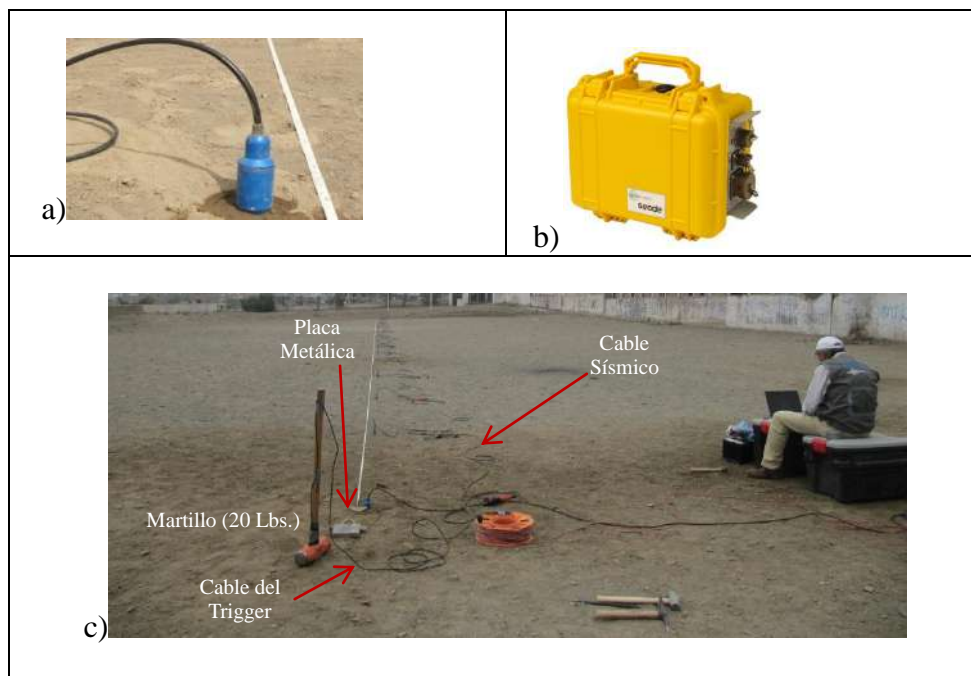 a)
b)
Placa
Metálica
Cable
Sísmico
Martillo (20 Lbs.)
Cable del
Trigger
c)